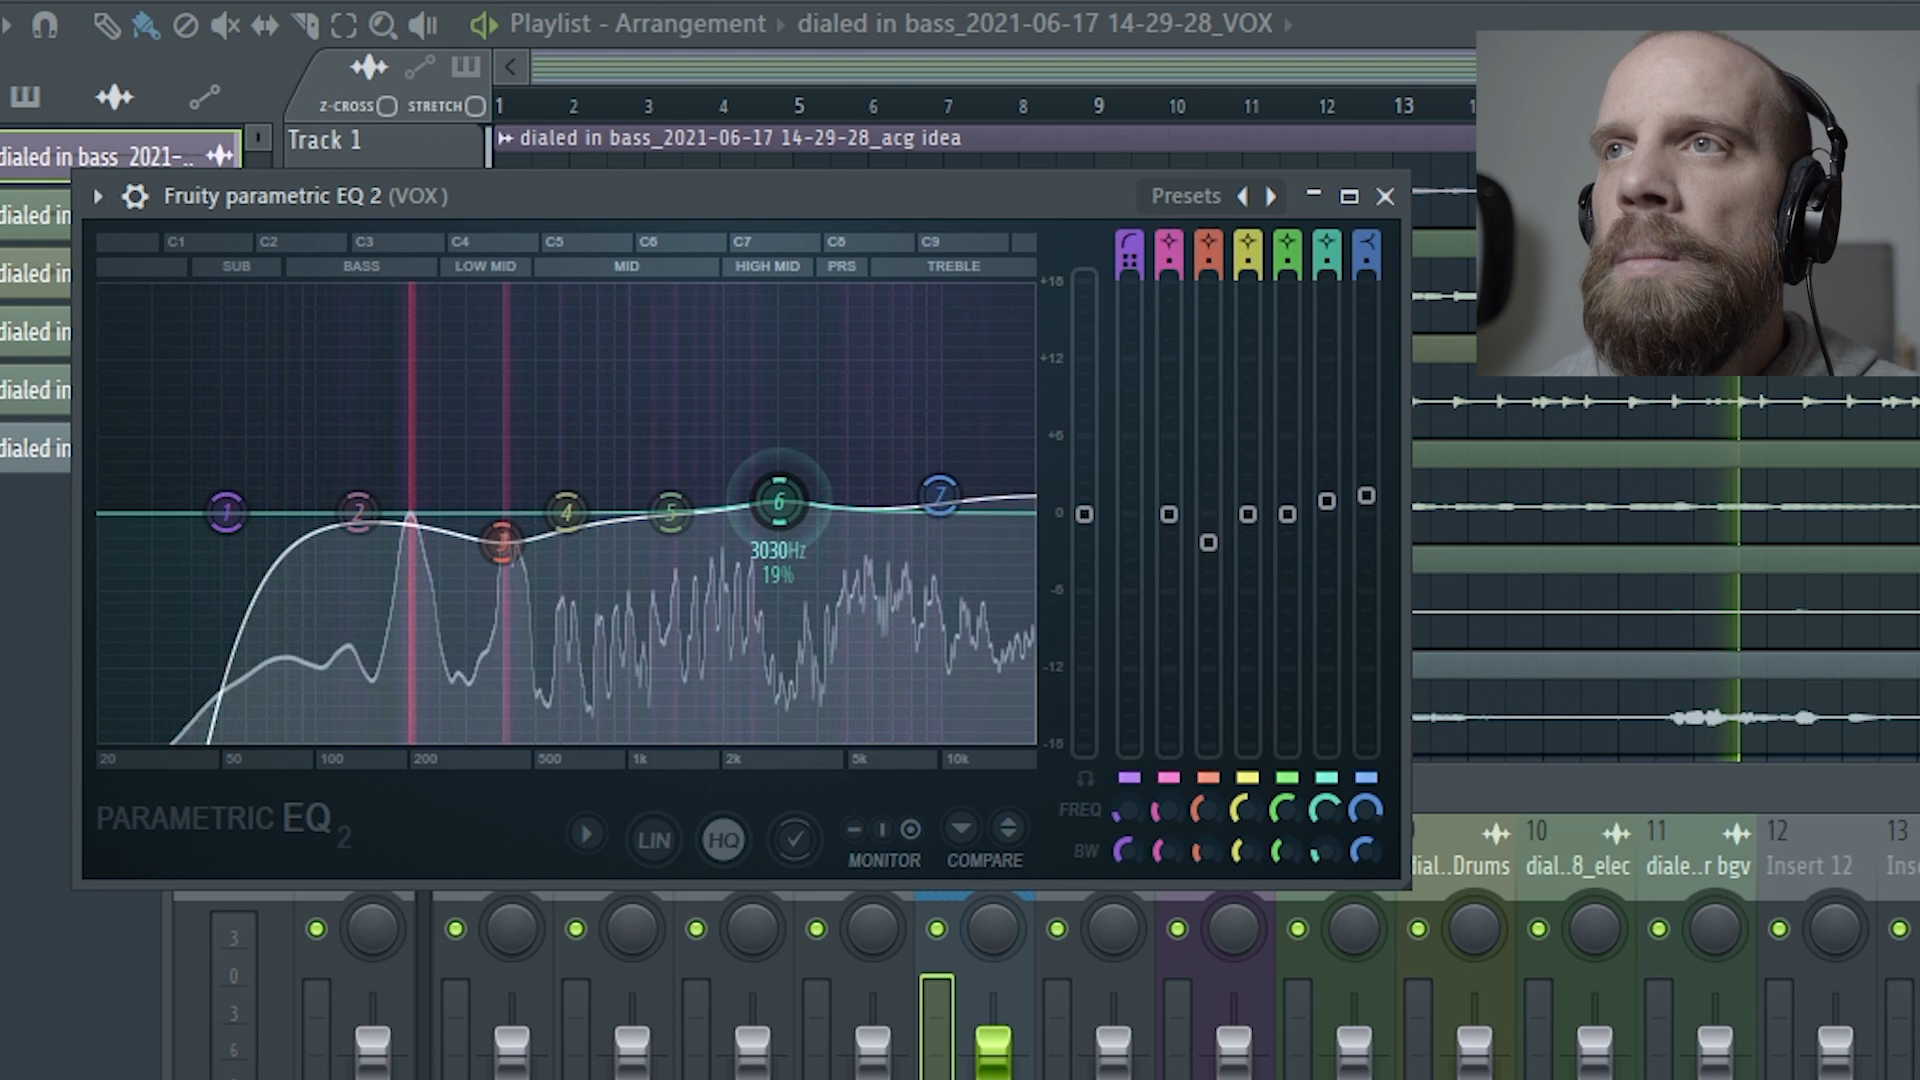 Playlist - Arrangement › dialed in bass_2021-06-17 14-29-28_VOX ›
Z-CROSS STRETCH
1 2 3 4 5 6 7 8 9 10 11 12 13
dialed in bass_2021-..
Track 1
dialed in bass_2021-06-17 14-29-28_acg idea
dialed in
dialed in
dialed in
dialed in
dialed in
Fruity parametric EQ 2 (VOX)
Presets
C1 C2 C3 C4 C5 C6 C7 C8 C9
SUB BASS LOW MID MID HIGH MID PRS TREBLE
+18
+12
+6
0
-6
-12
-18
1 2 3 4 5 6 7
3030Hz
19%
20 50 100 200 500 1k 2k 5k 10k
PARAMETRIC EQ 2
LIN
HQ
MONITOR
COMPARE
FREQ
BW
10 11 12 13
dial..Drums dial..8_elec diale..r bgv Insert 12 Inse
3
0
3
6